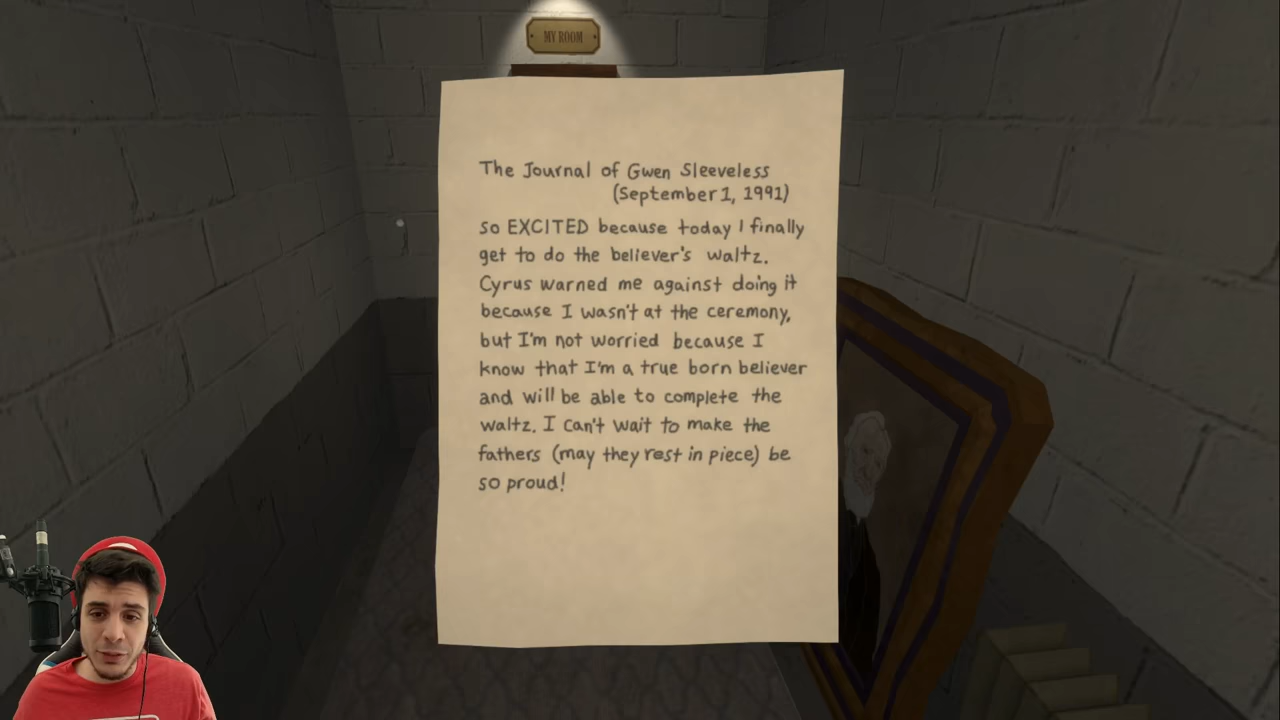 MY ROOM
The Journal of Gwen Sleeveless
(September 1, 1991)
so EXCITED because today I finally
get to do the believer's waltz.
Cyrus warned me against doing it
because I wasn't at the ceremony,
but I'm not worried because I
know that I'm a true born believer
and will be able to complete the
waltz. I can't wait to make the
fathers (may they rest in piece) be
so proud!